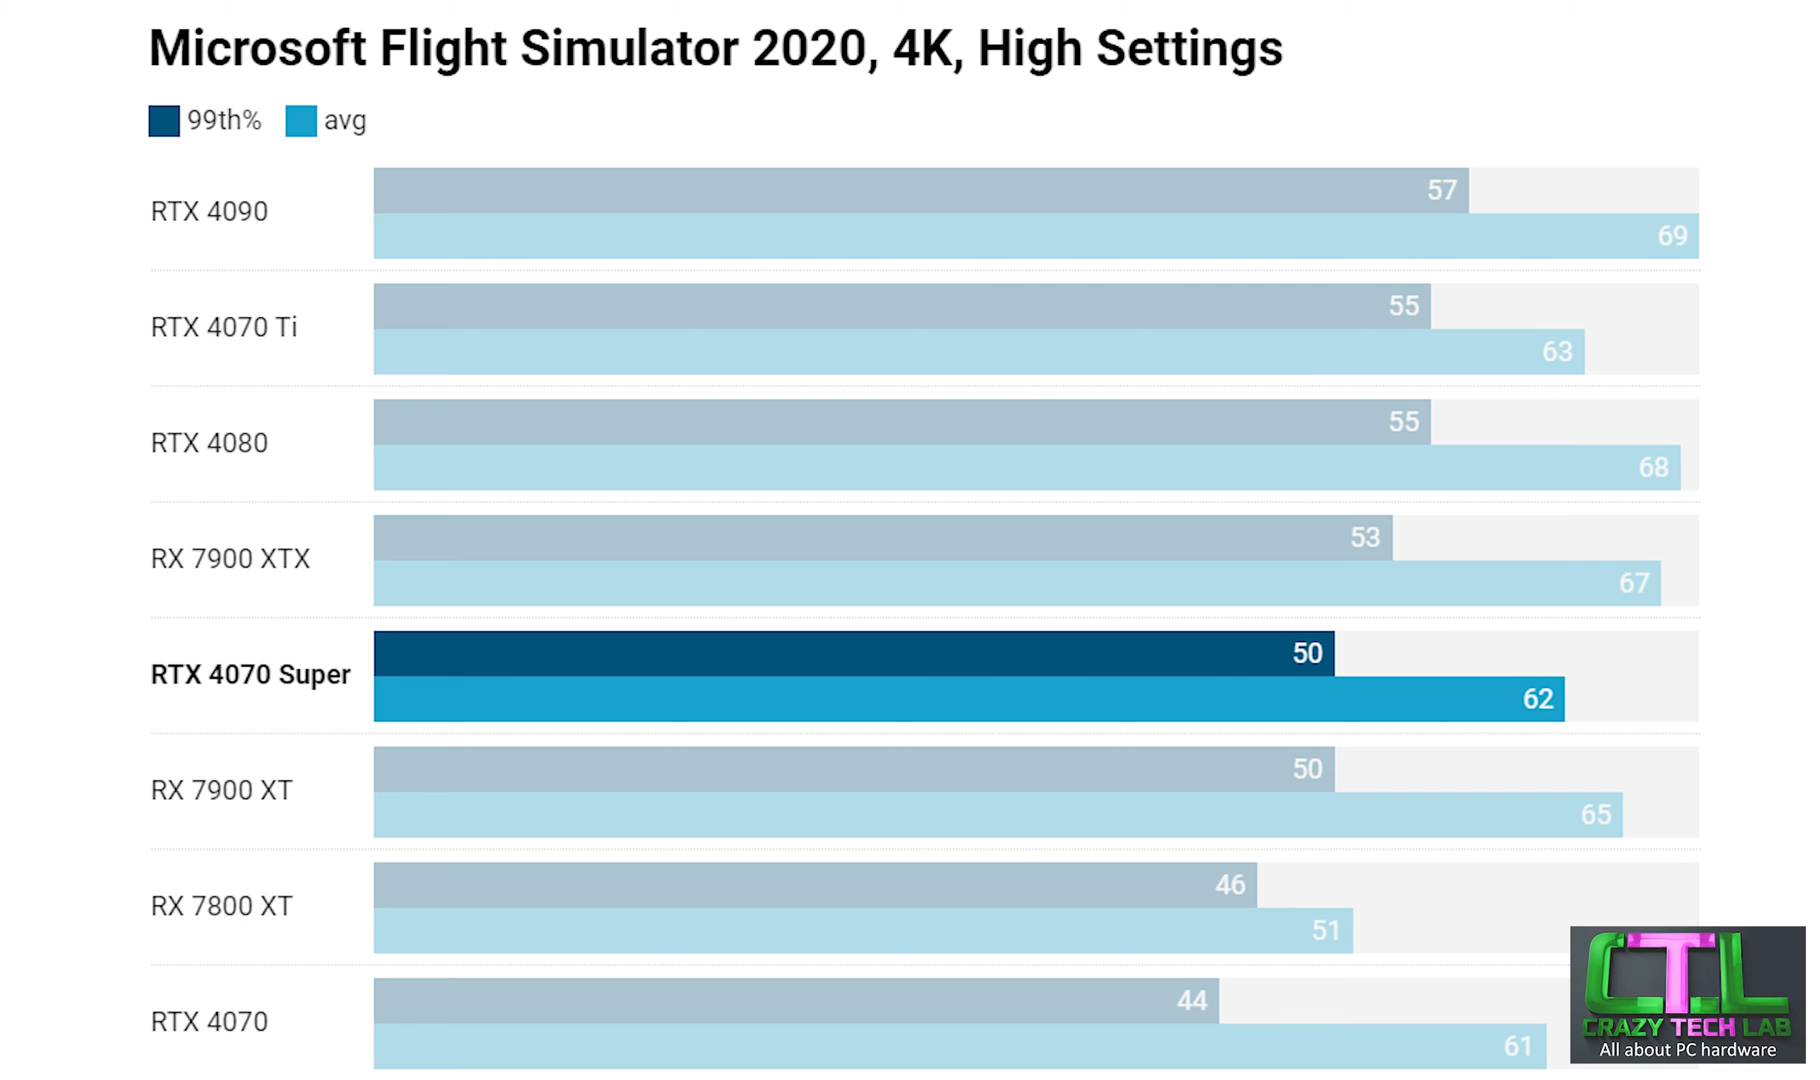 Microsoft Flight Simulator 2020, 4K, High Settings
99th% avg
RTX 4090
57
69
RTX 4070 Ti
55
63
RTX 4080
55
68
RX 7900 XTX
53
67
RTX 4070 Super
50
62
RX 7900 XT
50
65
RX 7800 XT
46
51
RTX 4070
44
61
CTL
CRAZY TECH LAB
All about PC hardware